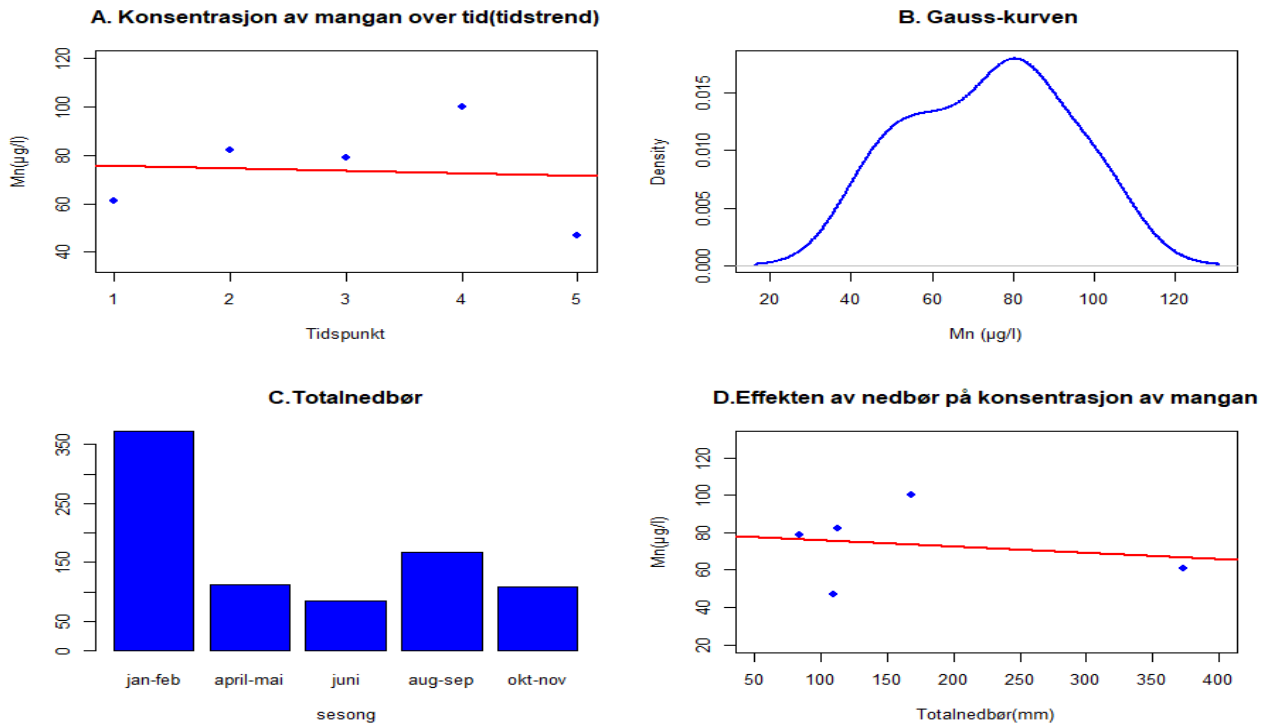 A. Konsentrasjon av mangan over tid(tidstrend)
Mn(µg/l)
120
100
80
60
40
1 2 3 4 5
Tidspunkt
B. Gauss-kurven
Density
0.015
0.010
0.005
0.000
20 40 60 80 100 120
Mn (µg/l)
C.Totalnedbør
350
250
150
50
0
jan-feb april-mai juni aug-sep okt-nov
sesong
D.Effekten av nedbør på konsentrasjon av mangan
Mn(µg/l)
120
100
80
60
40
20
50 100 150 200 250 300 350 400
Totalnedbør(mm)